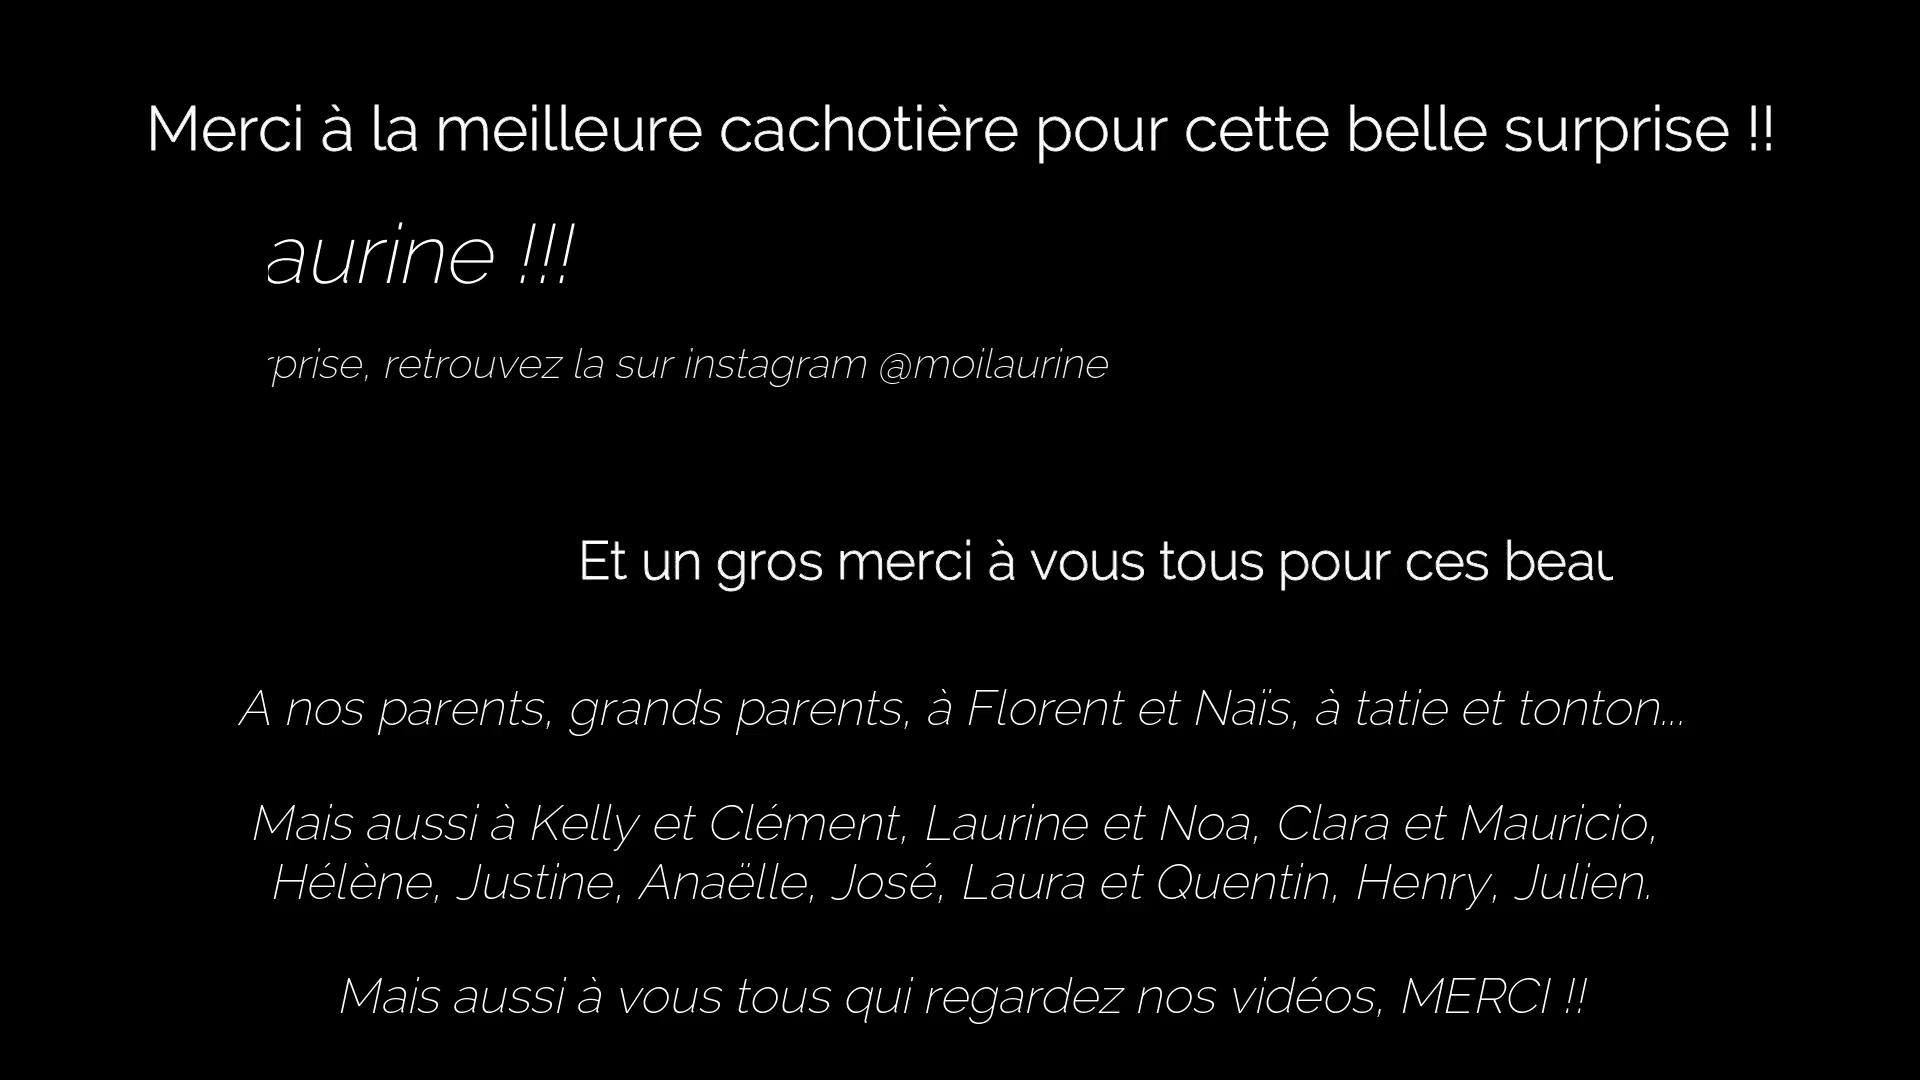 Merci à la meilleure cachotière pour cette belle surprise !!
aurine !!!
prise, retrouvez la sur instagram @moilaurine
Et un gros merci à vous tous pour ces beau
A nos parents, grands parents, à Florent et Naïs, à tatie et tonton...
Mais aussi à Kelly et Clément, Laurine et Noa, Clara et Mauricio,
Hélène, Justine, Anaëlle, José, Laura et Quentin, Henry, Julien.
Mais aussi à vous tous qui regardez nos vidéos, MERCI !!